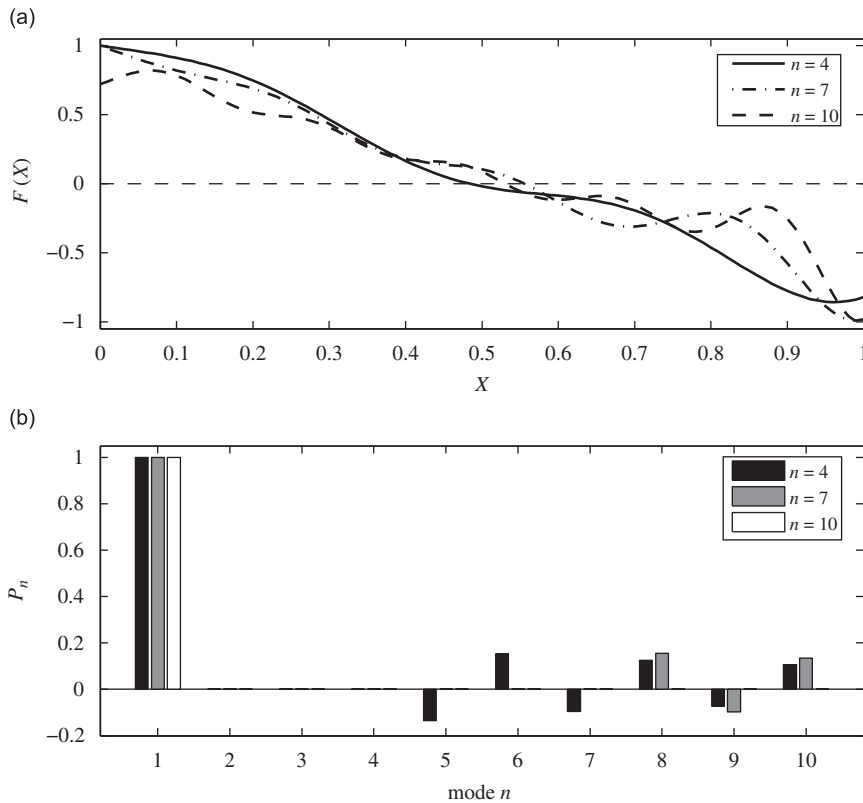 (a)
1
0.5
0
−0.5
−1
F (X)
n = 4
n = 7
n = 10
0 0.1 0.2 0.3 0.4 0.5 0.6 0.7 0.8 0.9 1
X
(b)
1
0.8
0.6
0.4
0.2
0
−0.2
Pn
n = 4
n = 7
n = 10
1 2 3 4 5 6 7 8 9 10
mode n